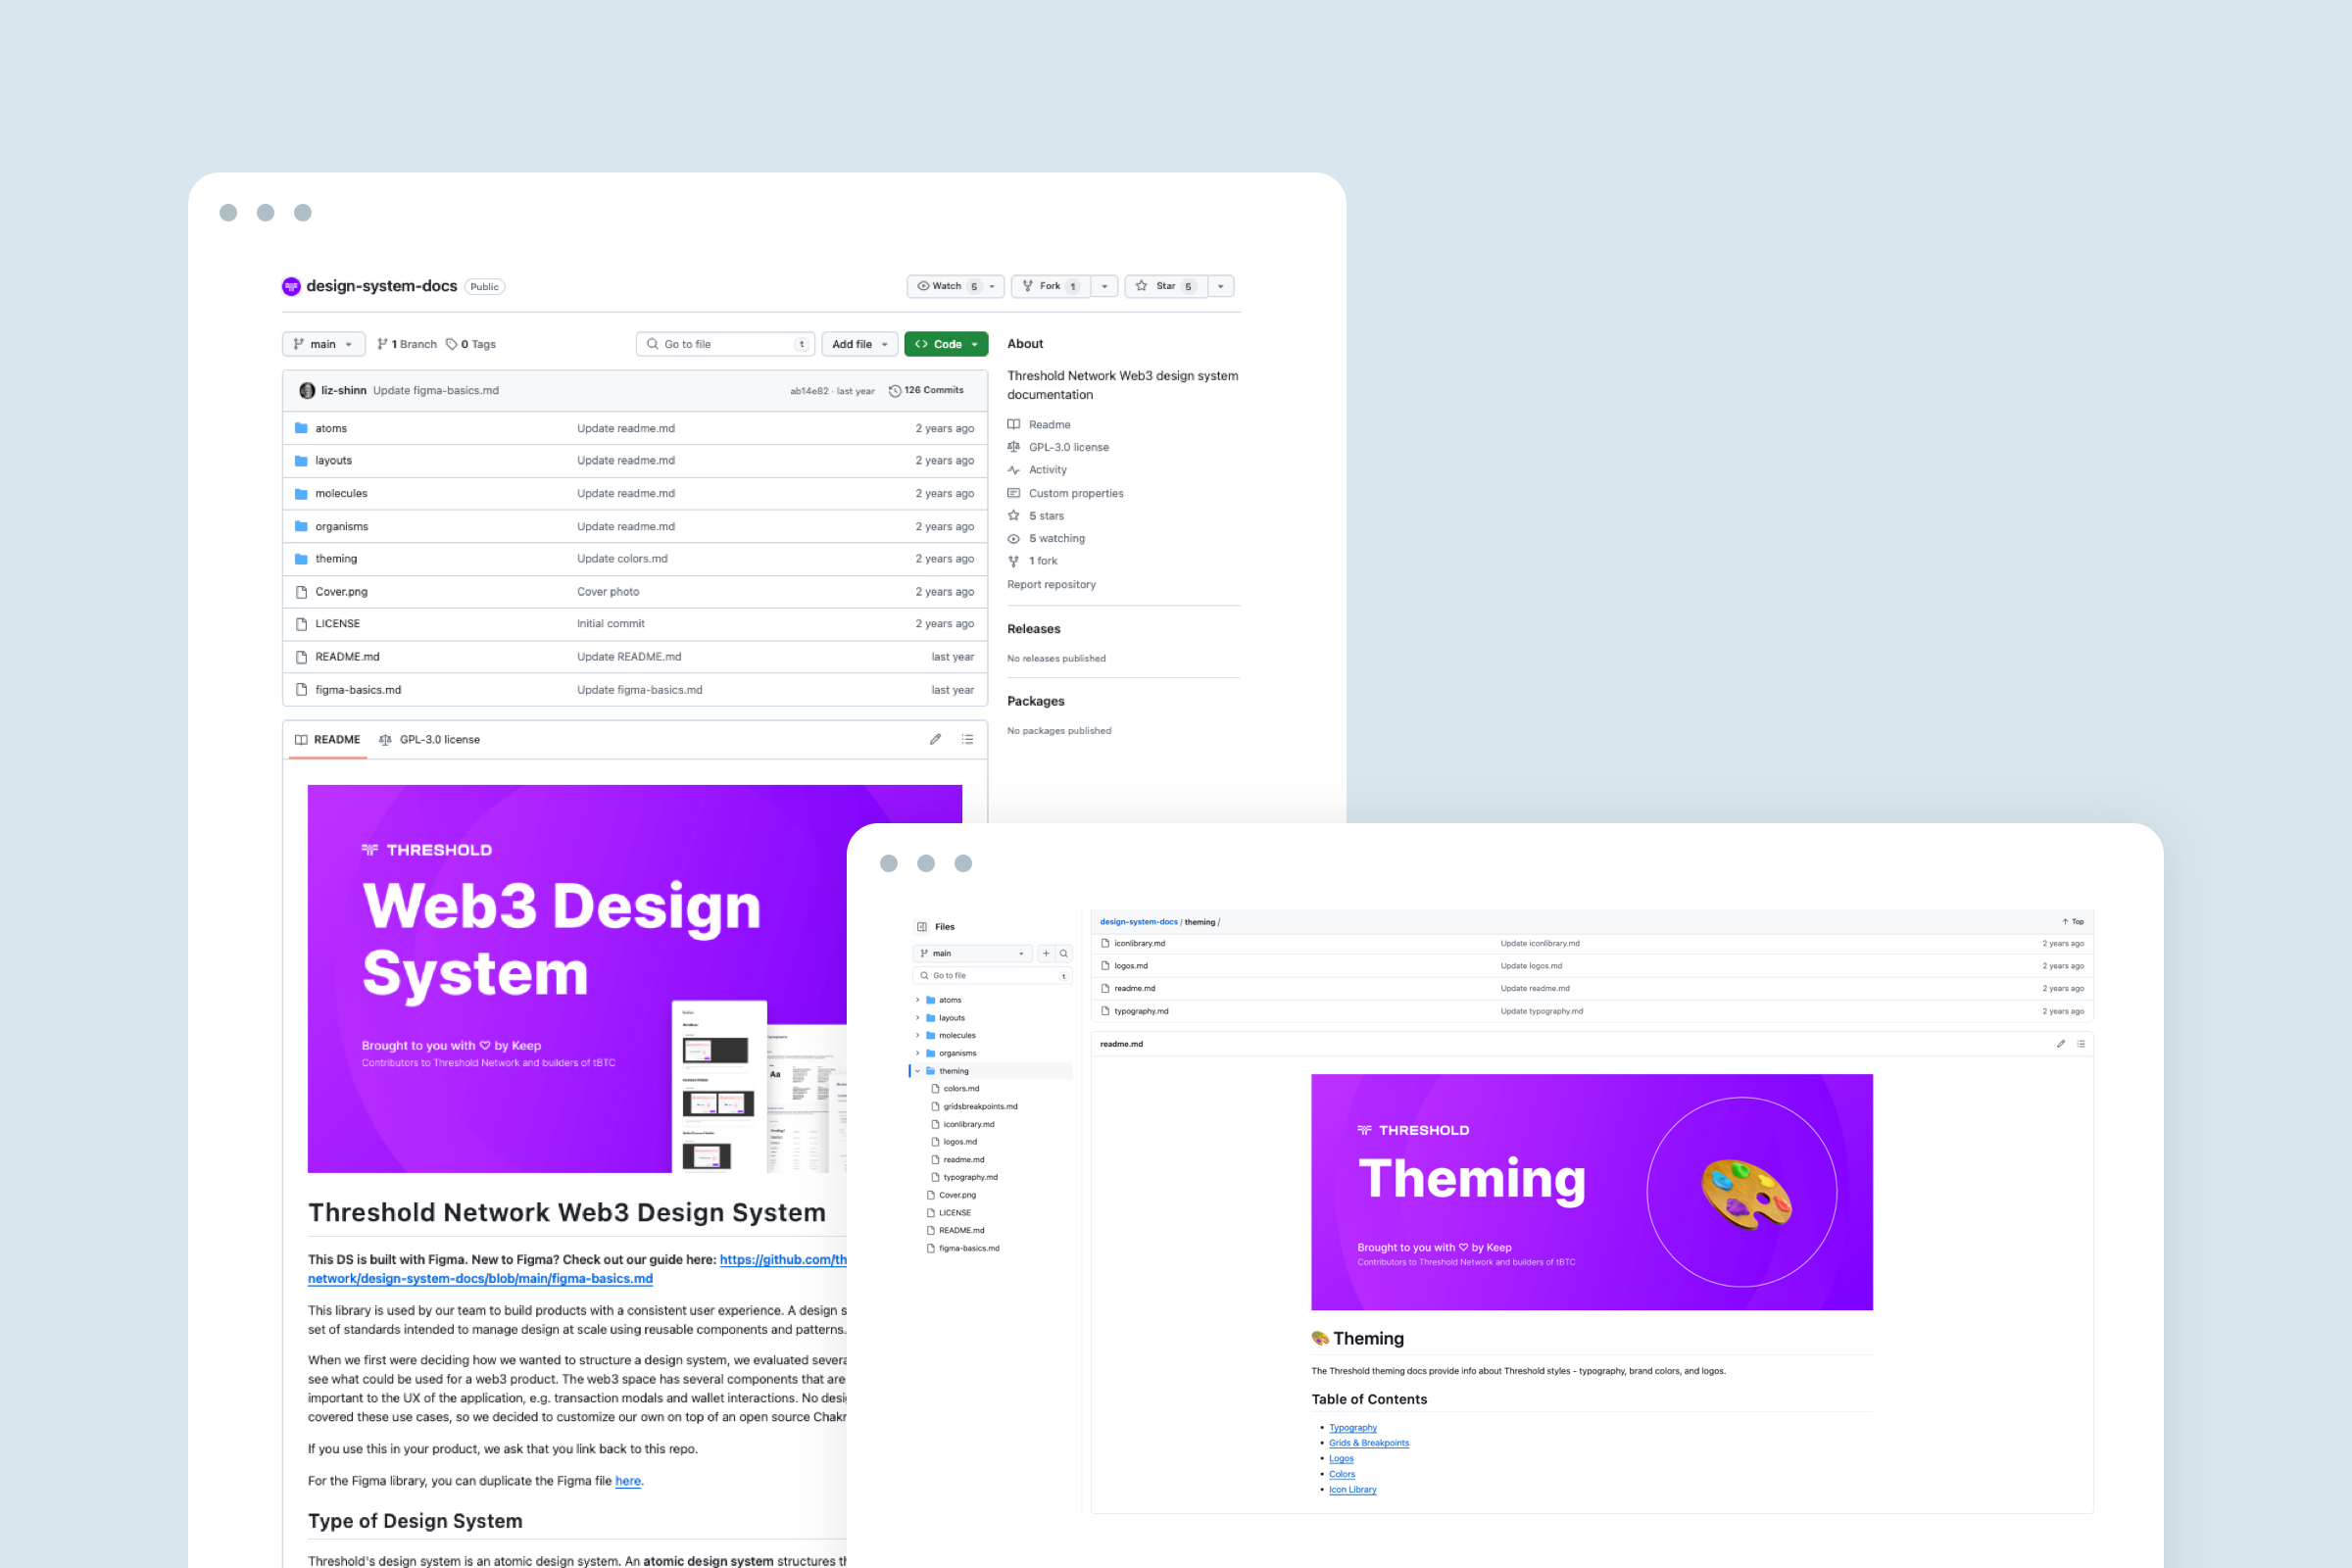 design-system-docs Public
Watch 5
Fork 1
Star 5
main
1 Branch
0 Tags
Go to file t
Add file
Code
liz-shinn Update figma-basics.md ab14e82 · last year 126 Commits
atoms Update readme.md 2 years ago
layouts Update readme.md 2 years ago
molecules Update readme.md 2 years ago
organisms Update readme.md 2 years ago
theming Update colors.md 2 years ago
Cover.png Cover photo 2 years ago
LICENSE Initial commit 2 years ago
README.md Update README.md last year
figma-basics.md Update figma-basics.md last year
About
Threshold Network Web3 design system
documentation
Readme
GPL-3.0 license
Activity
Custom properties
5 stars
5 watching
1 fork
Report repository
Releases
No releases published
Packages
No packages published
README GPL-3.0 license
THRESHOLD
Web3 Design
System
Brought to you with ♡ by Keep
Contributors to Threshold Network and builders of tBTC
Aa
Threshold Network Web3 Design System
This DS is built with Figma. New to Figma? Check out our guide here: https://github.com/th
network/design-system-docs/blob/main/figma-basics.md
This library is used by our team to build products with a consistent user experience. A design s
set of standards intended to manage design at scale using reusable components and patterns.
When we first were deciding how we wanted to structure a design system, we evaluated severa
see what could be used for a web3 product. The web3 space has several components that are
important to the UX of the application, e.g. transaction modals and wallet interactions. No desi
covered these use cases, so we decided to customize our own on top of an open source Chakr
If you use this in your product, we ask that you link back to this repo.
For the Figma library, you can duplicate the Figma file here.
Type of Design System
Threshold's design system is an atomic design system. An atomic design system structures th
Files
main
Go to file t
atoms
layouts
molecules
organisms
theming
colors.md
gridsbreakpoints.md
iconlibrary.md
logos.md
readme.md
typography.md
Cover.png
LICENSE
README.md
figma-basics.md
design-system-docs / theming / Top
iconlibrary.md Update iconlibrary.md 2 years ago
logos.md Update logos.md 2 years ago
readme.md Update readme.md 2 years ago
typography.md Update typography.md 2 years ago
readme.md
THRESHOLD
Theming
Brought to you with ♡ by Keep
Contributors to Threshold Network and builders of tBTC
🎨 Theming
The Threshold theming docs provide info about Threshold styles - typography, brand colors, and logos.
Table of Contents
• Typography
• Grids & Breakpoints
• Logos
• Colors
• Icon Library